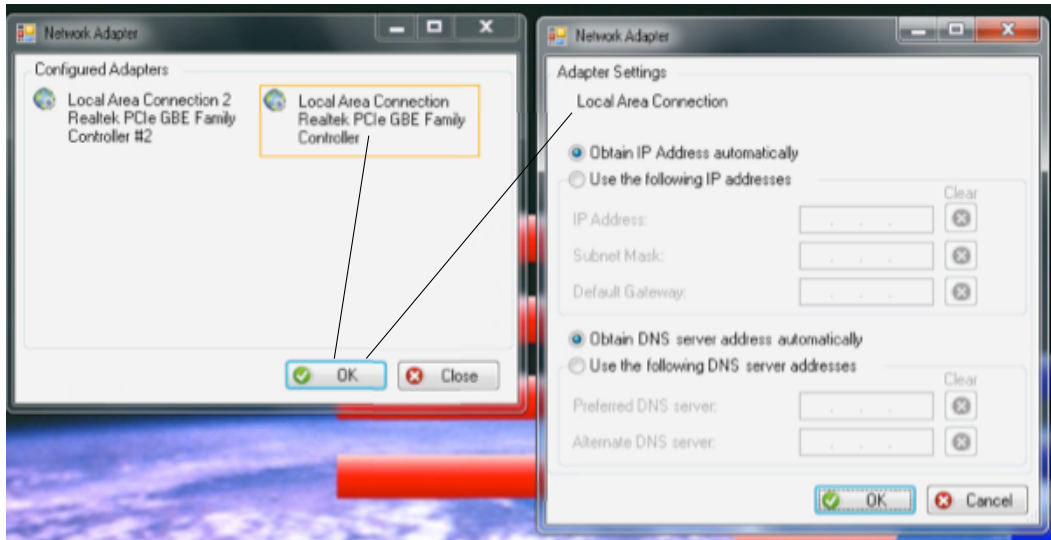 Network Adapter
Configured Adapters
Local Area Connection 2
Realtek PCIe GBE Family
Controller #2
Local Area Connection
Realtek PCIe GBE Family
Controller
OK
Close
Network Adapter
Adapter Settings
Local Area Connection
Obtain IP Address automatically
Use the following IP addresses
Clear
IP Address:
Subnet Mask:
Default Gateway:
Obtain DNS server address automatically
Use the following DNS server addresses
Clear
Preferred DNS server:
Alternate DNS server:
OK
Cancel